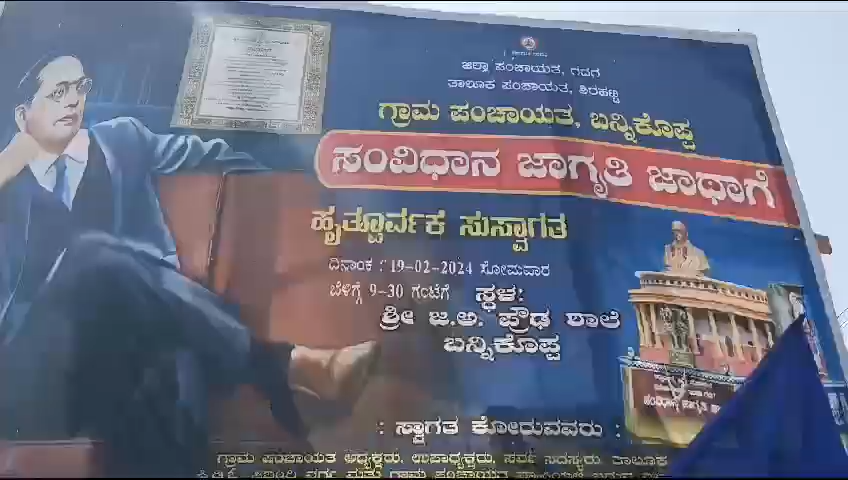 ಜಿಲ್ಲಾ ಪಂಚಾಯತ, ಗದಗ
ತಾಲೂಕ ಪಂಚಾಯತ, ಶಿರಹಟ್ಟಿ
ಗ್ರಾಮ ಪಂಚಾಯತ, ಬನ್ನಿಕೊಪ್ಪ
ಸಂವಿಧಾನ ಜಾಗೃತಿ ಜಾಥಾಗೆ
ಹೃತ್ಪೂರ್ವಕ ಸುಸ್ವಾಗತ
ದಿನಾಂಕ : 19-02-2024 ಸೋಮವಾರ
ಬೆಳಿಗ್ಗೆ 9-30 ಗಂಟೆಗೆ ಸ್ಥಳ:
ಶ್ರೀ ಜ.ಅ. ಪ್ರೌಢ ಶಾಲೆ
ಬನ್ನಿಕೊಪ್ಪ
ಸಂವಿಧಾನ ಜಾಗೃತಿ
: ಸ್ವಾಗತ ಕೋರುವವರು :
ಗ್ರಾಮ ಪಂಚಾಯತ ಅಧ್ಯಕ್ಷರು, ಉಪಾಧ್ಯಕ್ಷರು, ಸರ್ವ ಸದಸ್ಯರು, ತಾಲೂಕ